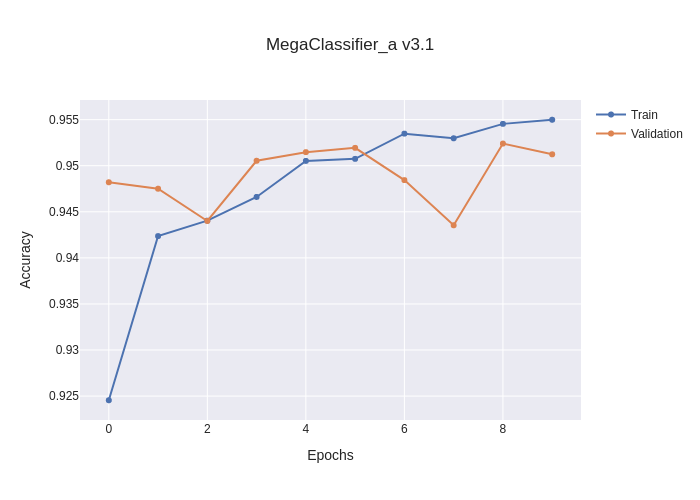 MegaClassifier_a v3.1
Train
Validation
0.955
0.95
0.945
0.94
0.935
0.93
0.925
Accuracy
0 2 4 6 8
Epochs